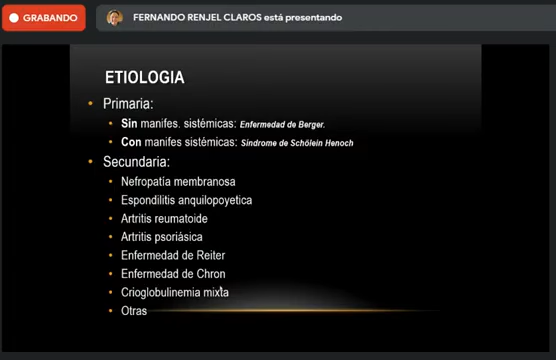 GRABANDO
FERNANDO RENJEL CLAROS está presentando
ETIOLOGIA
Primaria:
Sin manifes. sistémicas: Enfermedad de Berger.
Con manifes sistémicas: Síndrome de Schölein Henoch
Secundaria:
Nefropatía membranosa
Espondilitis anquilopoyetica
Artritis reumatoide
Artritis psoriásica
Enfermedad de Reiter
Enfermedad de Chron
Crioglobulinemia mixta
Otras